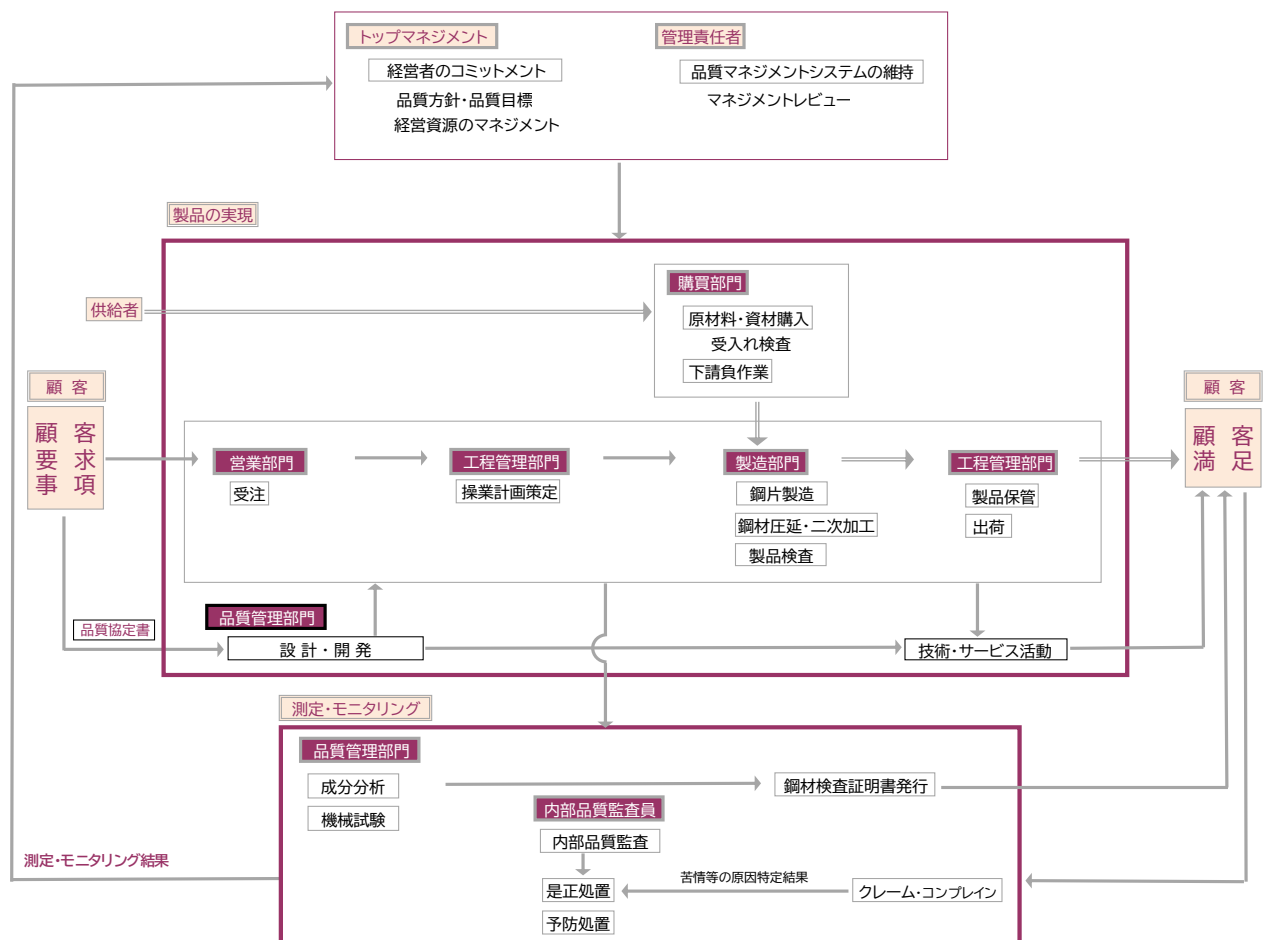 トップマネジメント
管理責任者
経営者のコミットメント
品質マネジメントシステムの維持
品質方針・品質目標
マネジメントレビュー
経営資源のマネジメント
製品の実現
購買部門
供給者
原材料・資材購入
受入れ検査
下請負作業
顧 客
顧 客
要 求
事 項
営業部門
受注
工程管理部門
操業計画策定
製造部門
鋼片製造
鋼材圧延・二次加工
製品検査
工程管理部門
製品保管
出荷
顧 客
顧 客
満 足
品質管理部門
品質協定書
設 計・開 発
技術・サービス活動
測定・モニタリング
品質管理部門
成分分析
機械試験
鋼材検査証明書発行
内部品質監査員
内部品質監査
測定・モニタリング結果
苦情等の原因特定結果
是正処置
クレーム・コンプレイン
予防処置